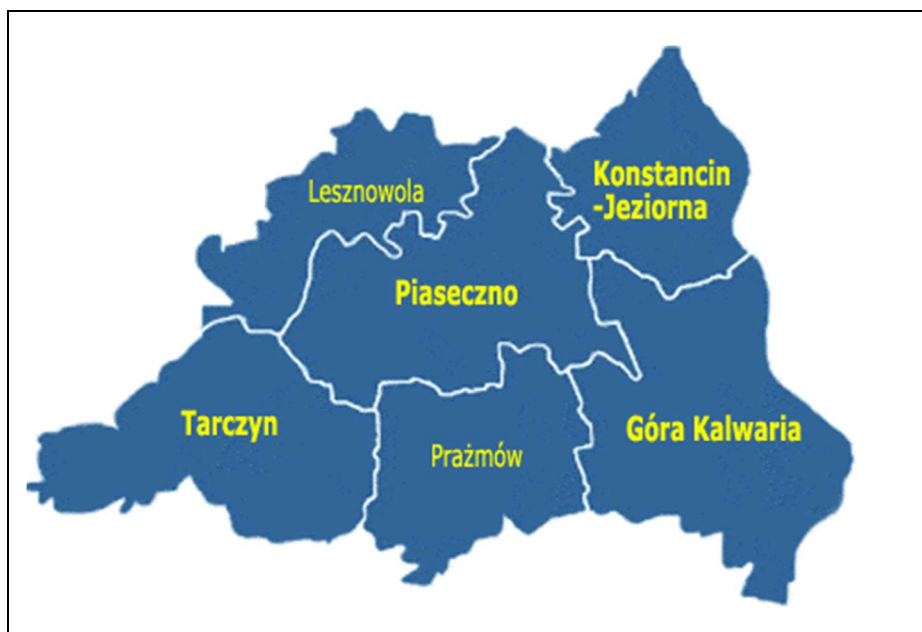 Lesznowola
Konstancin
-Jeziorna
Piaseczno
Tarczyn
Prażmów
Góra Kalwaria